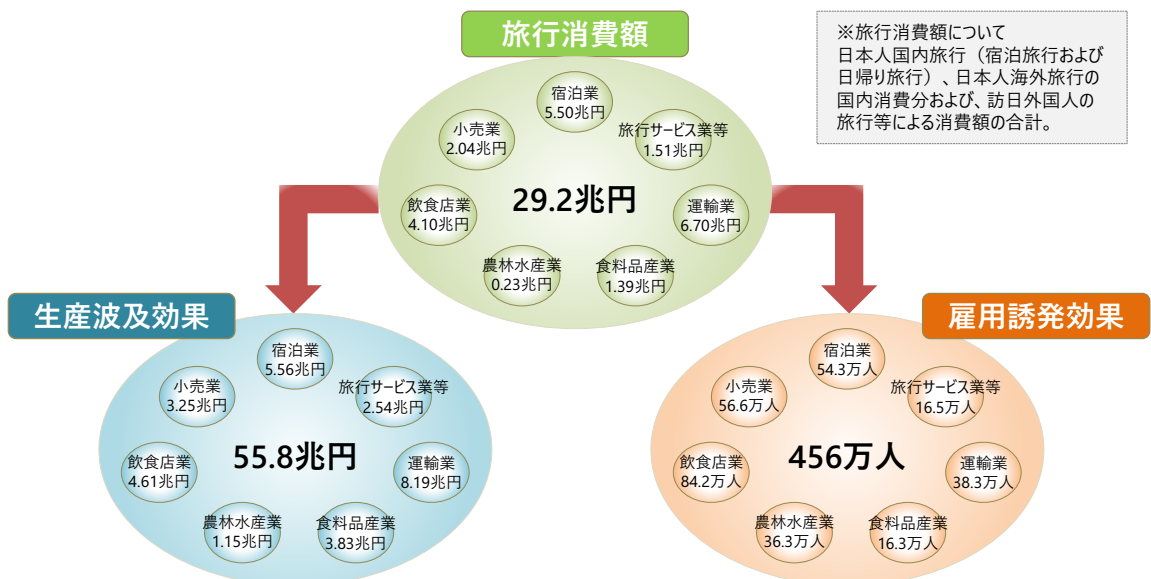 旅行消費額
※旅行消費額について
日本人国内旅行（宿泊旅行および
日帰り旅行）、日本人海外旅行の
国内消費分および、訪日外国人の
旅行等による消費額の合計。
宿泊業
5.50兆円
小売業
2.04兆円
旅行サービス業等
1.51兆円
29.2兆円
飲食店業
4.10兆円
運輸業
6.70兆円
農林水産業
0.23兆円
食料品産業
1.39兆円
生産波及効果
宿泊業
5.56兆円
小売業
3.25兆円
旅行サービス業等
2.54兆円
55.8兆円
飲食店業
4.61兆円
運輸業
8.19兆円
農林水産業
1.15兆円
食料品産業
3.83兆円
雇用誘発効果
宿泊業
54.3万人
小売業
56.6万人
旅行サービス業等
16.5万人
456万人
飲食店業
84.2万人
運輸業
38.3万人
農林水産業
36.3万人
食料品産業
16.3万人